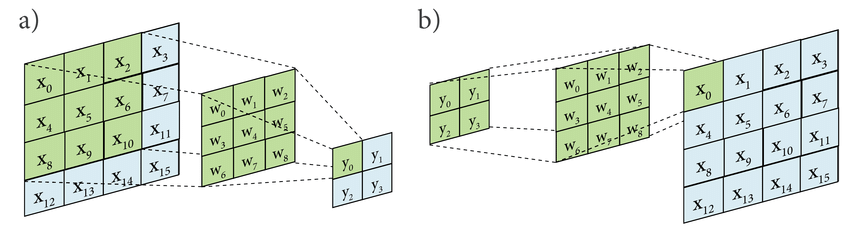 a)
x₀ x₁ x₂ x₃
x₄ x₅ x₆ x₇
x₈ x₉ x₁₀ x₁₁
x₁₂ x₁₃ x₁₄ x₁₅
w₀ w₁ w₂
w₃ w₄ w₅
w₆ w₇ w₈
y₀ y₁
y₂ y₃
b)
y₀ y₁
y₂ y₃
w₀ w₁ w₂
w₃ w₄ w₅
w₆ w₇ w₈
x₀ x₁ x₂ x₃
x₄ x₅ x₆ x₇
x₈ x₉ x₁₀ x₁₁
x₁₂ x₁₃ x₁₄ x₁₅